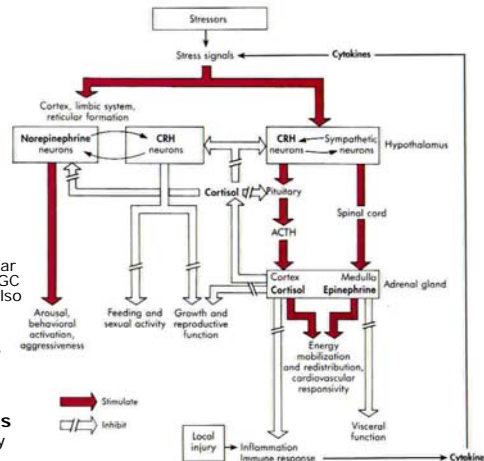 Stressors
Stress signals
Cytokines
Cortex, limbic system,
reticular formation
Norepinephrine
neurons
CRH
neurons
CRH
neurons
Sympathetic
neurons
Hypothalamus
Cortisol
Pituitary
Spinal cord
ACTH
Cortex
Cortisol
Medulla
Epinephrine
Adrenal gland
ar
GC
lso
Arousal,
behavioral
activation,
aggressiveness
Feeding and
sexual activity
Growth and
reproductive
function
Energy
mobilization
and redistribution,
cardiovascular
responsivity
Stimulate
Inhibit
s
y
Visceral
function
Local
injury
Inflammation
Immune response
Cytokine